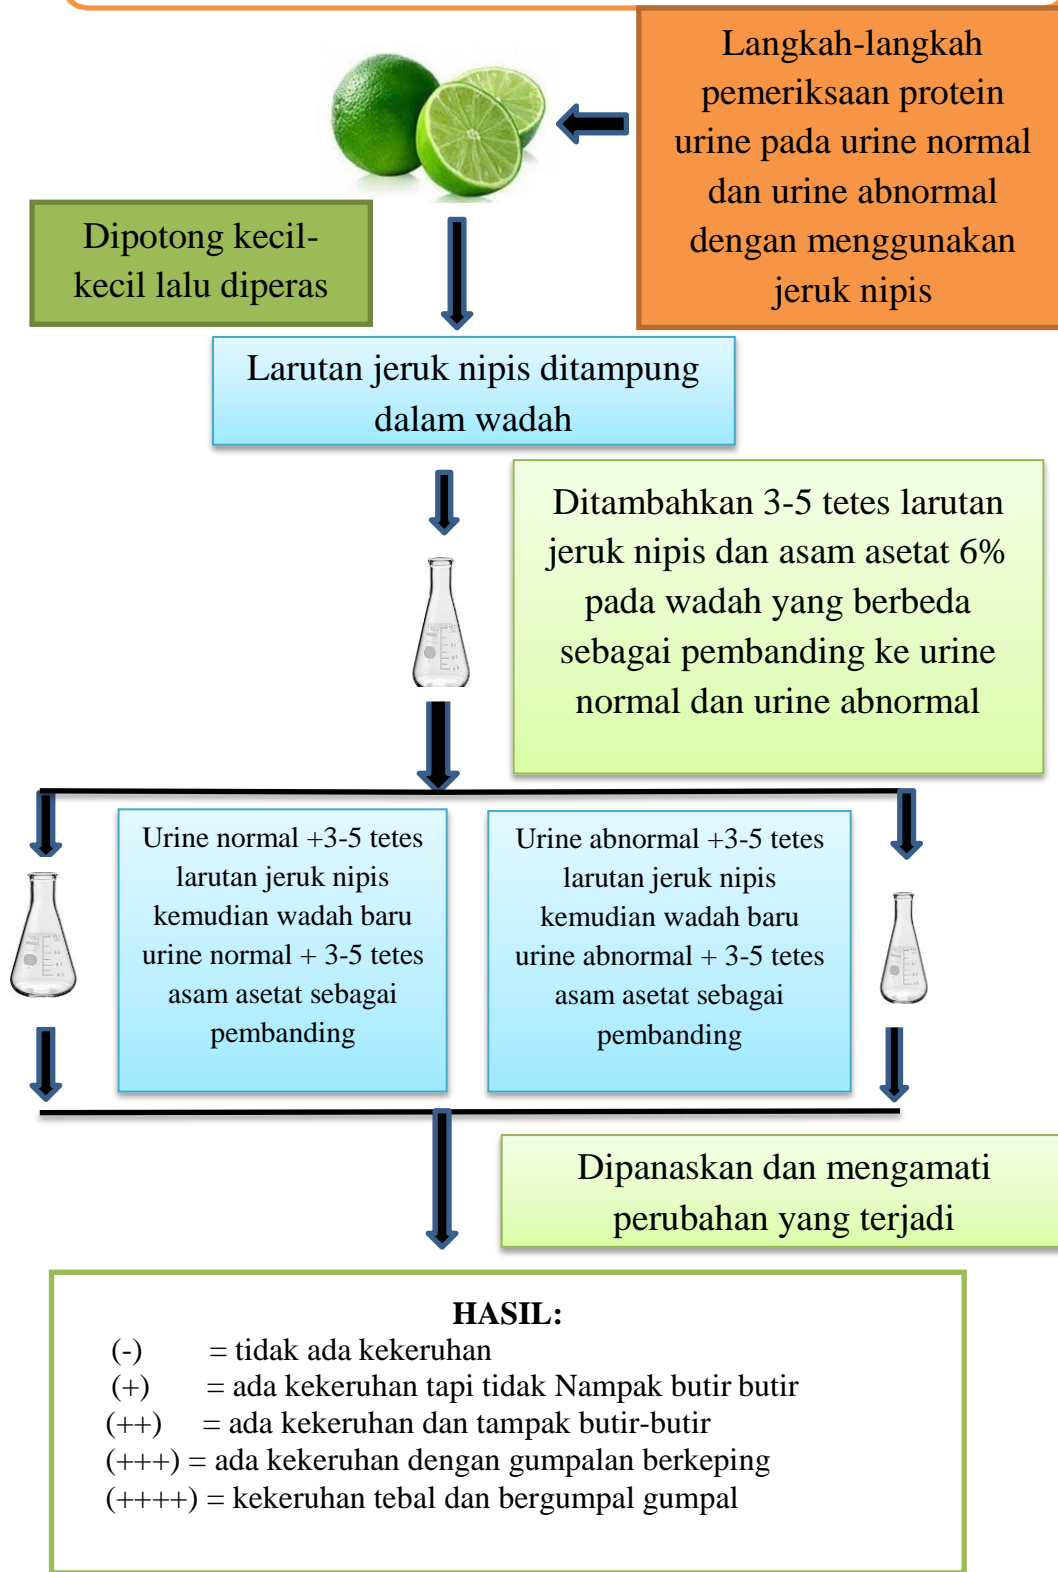 Langkah-langkah
pemeriksaan protein
urine pada urine normal
dan urine abnormal
dengan menggunakan
jeruk nipis
Dipotong kecil-
kecil lalu diperas
Larutan jeruk nipis ditampung
dalam wadah
Ditambahkan 3-5 tetes larutan
jeruk nipis dan asam asetat 6%
pada wadah yang berbeda
sebagai pembanding ke urine
normal dan urine abnormal
Urine normal +3-5 tetes
larutan jeruk nipis
kemudian wadah baru
urine normal + 3-5 tetes
asam asetat sebagai
pembanding
Urine abnormal +3-5 tetes
larutan jeruk nipis
kemudian wadah baru
urine abnormal + 3-5 tetes
asam asetat sebagai
pembanding
Dipanaskan dan mengamati
perubahan yang terjadi
HASIL:
(-) = tidak ada kekeruhan
(+) = ada kekeruhan tapi tidak Nampak butir butir
(++) = ada kekeruhan dan tampak butir-butir
(+++) = ada kekeruhan dengan gumpalan berkeping
(++++) = kekeruhan tebal dan bergumpal gumpal